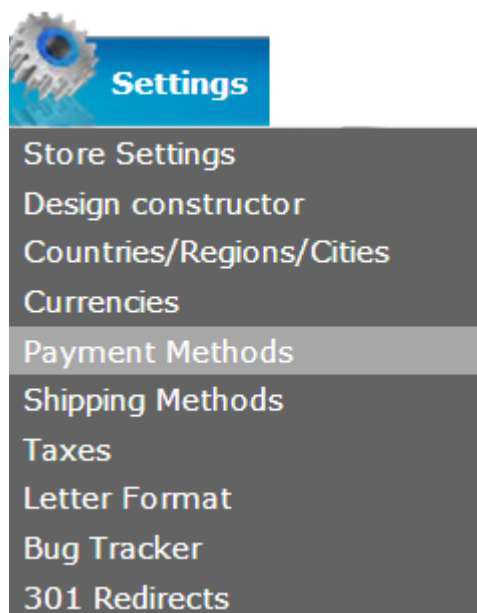 Settings
Store Settings
Design constructor
Countries/Regions/Cities
Currencies
Payment Methods
Shipping Methods
Taxes
Letter Format
Bug Tracker
301 Redirects